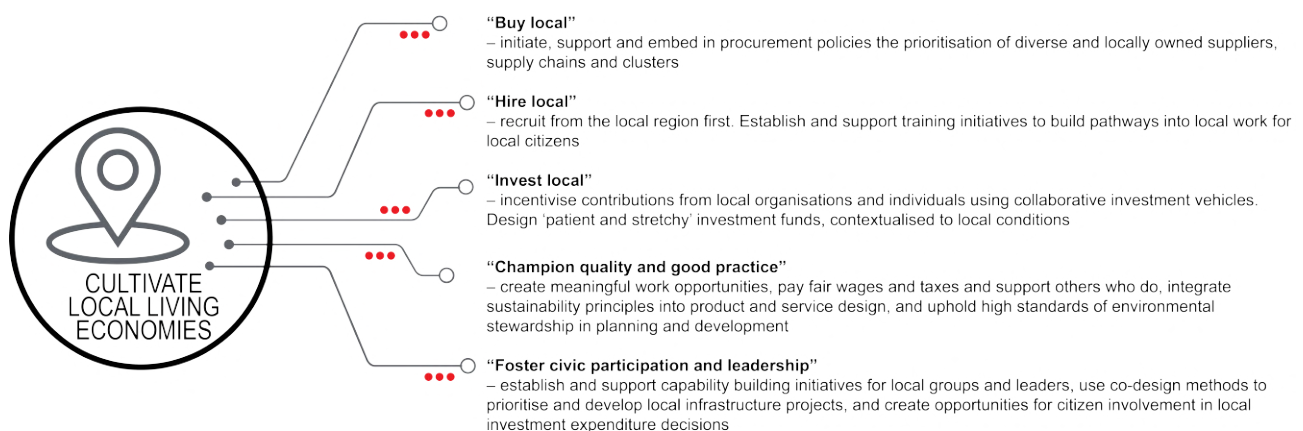 “Buy local”
– initiate, support and embed in procurement policies the prioritisation of diverse and locally owned suppliers,
supply chains and clusters
“Hire local”
– recruit from the local region first. Establish and support training initiatives to build pathways into local work for
local citizens
“Invest local”
– incentivise contributions from local organisations and individuals using collaborative investment vehicles.
Design ‘patient and stretchy’ investment funds, contextualised to local conditions
“Champion quality and good practice”
– create meaningful work opportunities, pay fair wages and taxes and support others who do, integrate
sustainability principles into product and service design, and uphold high standards of environmental
stewardship in planning and development
“Foster civic participation and leadership”
– establish and support capability building initiatives for local groups and leaders, use co-design methods to
prioritise and develop local infrastructure projects, and create opportunities for citizen involvement in local
investment expenditure decisions
CULTIVATE
LOCAL LIVING
ECONOMIES